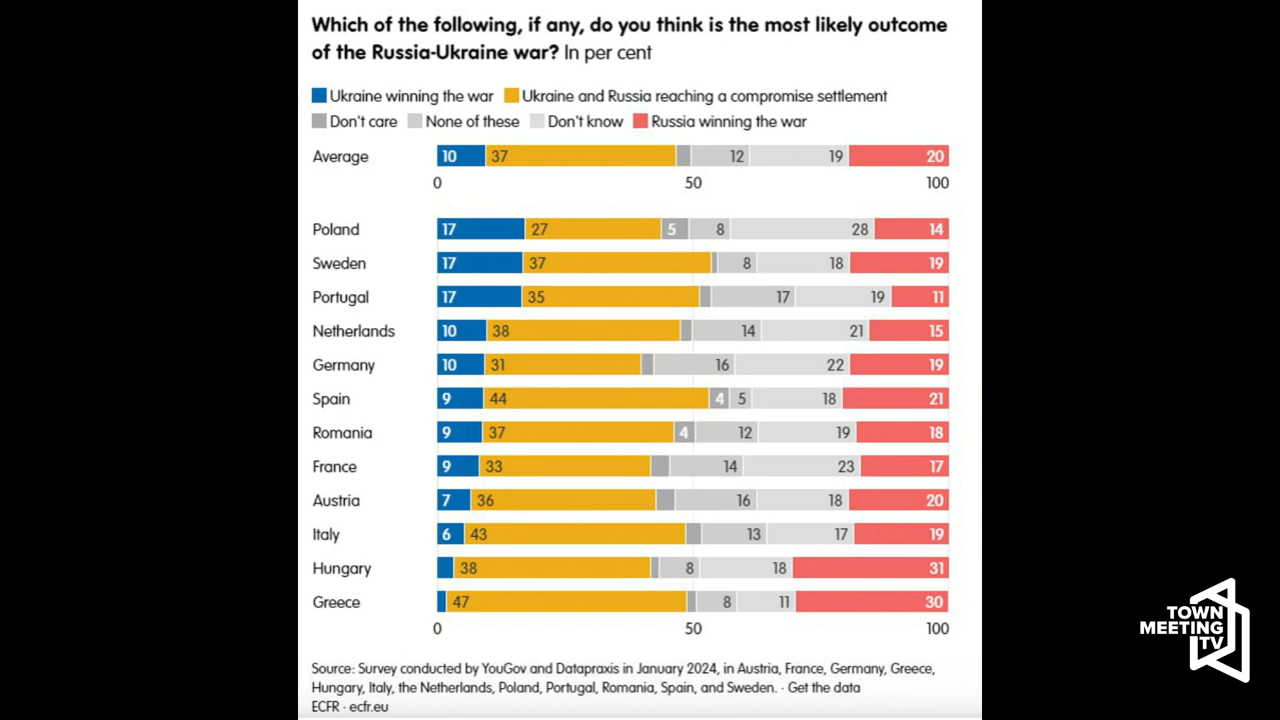 Which of the following, if any, do you think is the most likely outcome
of the Russia-Ukraine war? In per cent
Ukraine winning the war Ukraine and Russia reaching a compromise settlement
Don't care None of these Don't know Russia winning the war
Average 10 37 12 19 20
0 50 100
Poland 17 27 5 8 28 14
Sweden 17 37 8 18 19
Portugal 17 35 17 19 11
Netherlands 10 38 14 21 15
Germany 10 31 16 22 19
Spain 9 44 4 5 18 21
Romania 9 37 4 12 19 18
France 9 33 14 23 17
Austria 7 36 16 18 20
Italy 6 43 13 17 19
Hungary 38 8 18 31
Greece 47 8 11 30
0 50 100
Source: Survey conducted by YouGov and Datapraxis in January 2024, in Austria, France, Germany, Greece,
Hungary, Italy, the Netherlands, Poland, Portugal, Romania, Spain, and Sweden. · Get the data
ECFR · ecfr.eu
TOWN
MEETING
TV